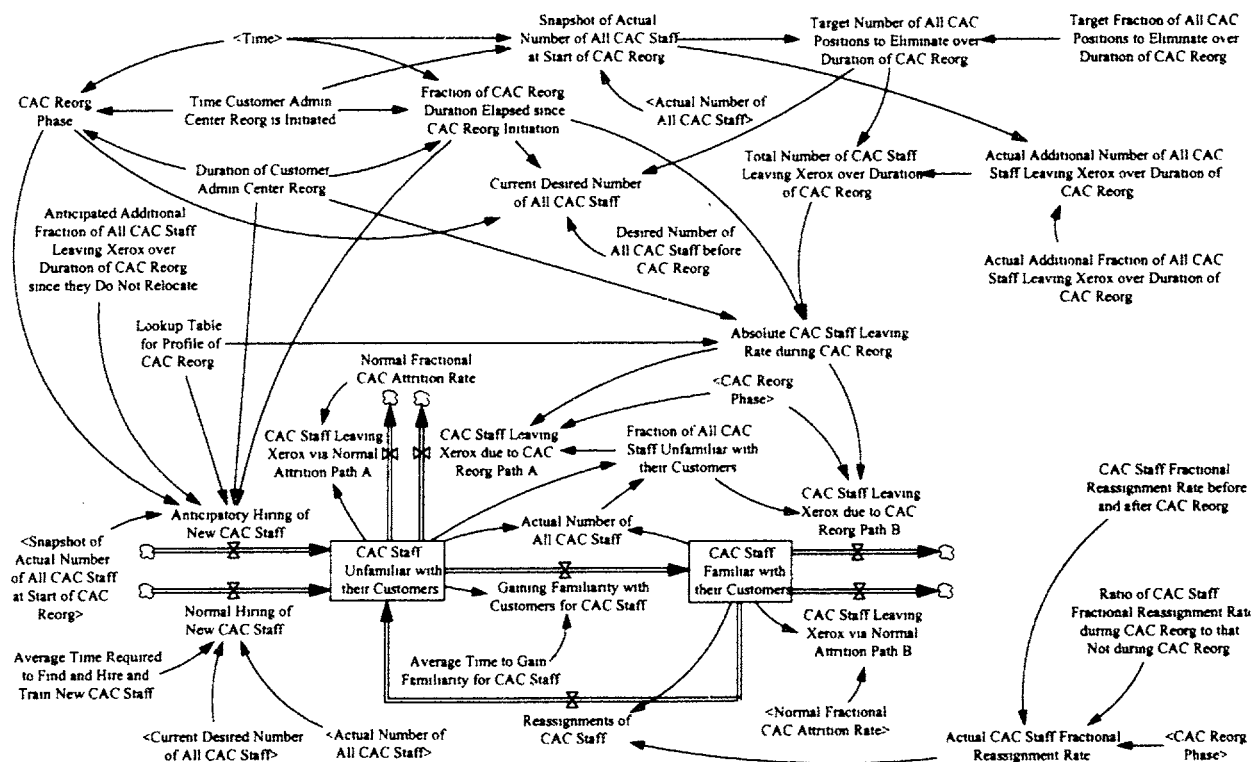 <Time>
Snapshot of Actual
Number of All CAC Staff
at Start of CAC Reorg
Target Number of All CAC
Positions to Eliminate over
Duration of CAC Reorg
Target Fraction of All CAC
Positions to Eliminate over
Duration of CAC Reorg
CAC Reorg
Phase
Time Customer Admin
Center Reorg is Initiated
Fraction of CAC Reorg
Duration Elapsed since
CAC Reorg Initiation
<Actual Number of
All CAC Staff>
Duration of Customer
Admin Center Reorg
Current Desired Number
of All CAC Staff
Total Number of CAC Staff
Leaving Xerox over Duration
of CAC Reorg
Actual Additional Number of All CAC
Staff Leaving Xerox over Duration of
CAC Reorg
Anticipated Additional
Fraction of All CAC Staff
Leaving Xerox over
Duration of CAC Reorg
since they Do Not Relocate
Desired Number
of All CAC Staff before
CAC Reorg
Actual Additional Fraction of All CAC
Staff Leaving Xerox over Duration of
CAC Reorg
Lookup Table
for Profile of
CAC Reorg
Absolute CAC Staff Leaving
Rate during CAC Reorg
Normal Fractional
CAC Attrition Rate
<CAC Reorg
Phase>
CAC Staff Leaving
Xerox via Normal
Attrition Path A
CAC Staff Leaving
Xerox due to CAC
Reorg Path A
Fraction of All CAC
Staff Unfamiliar with
their Customers
CAC Staff Fractional
Reassignment Rate before
and after CAC Reorg
CAC Staff Leaving
Xerox due to CAC
Reorg Path B
Anticipatory Hiring of
New CAC Staff
Actual Number of
All CAC Staff
<Snapshot of
Actual Number
of All CAC Staff
at Start of CAC
Reorg>
CAC Staff
Unfamiliar with
their Customers
CAC Staff
Familiar with
their Customers
Gaining Familiarity with
Customers for CAC Staff
Normal Hiring of
New CAC Staff
CAC Staff Leaving
Xerox via Normal
Attrition Path B
Ratio of CAC Staff
Fractional Reassignment Rate
during CAC Reorg to that
Not during CAC Reorg
Average Time Required
to Find and Hire and
Train New CAC Staff
Average Time to Gain
Familiarity for CAC Staff
<Current Desired Number
of All CAC Staff>
<Actual Number of
All CAC Staff>
Reassignments of
CAC Staff
<Normal Fractional
CAC Attrition Rate>
Actual CAC Staff Fractional
Reassignment Rate
<CAC Reorg
Phase>